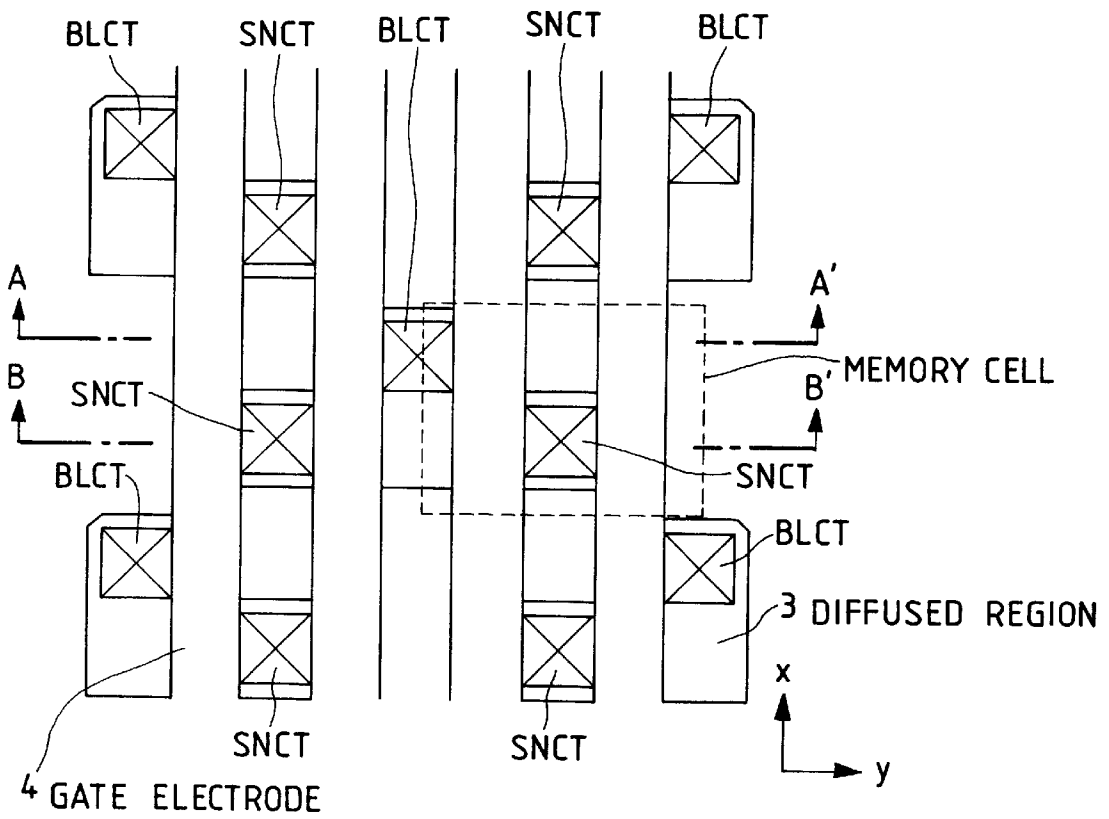 BLCT
SNCT
BLCT
SNCT
BLCT
A
A'
MEMORY CELL
B
B'
SNCT
SNCT
BLCT
BLCT
3 DIFFUSED REGION
x
SNCT
SNCT
y
4 GATE ELECTRODE